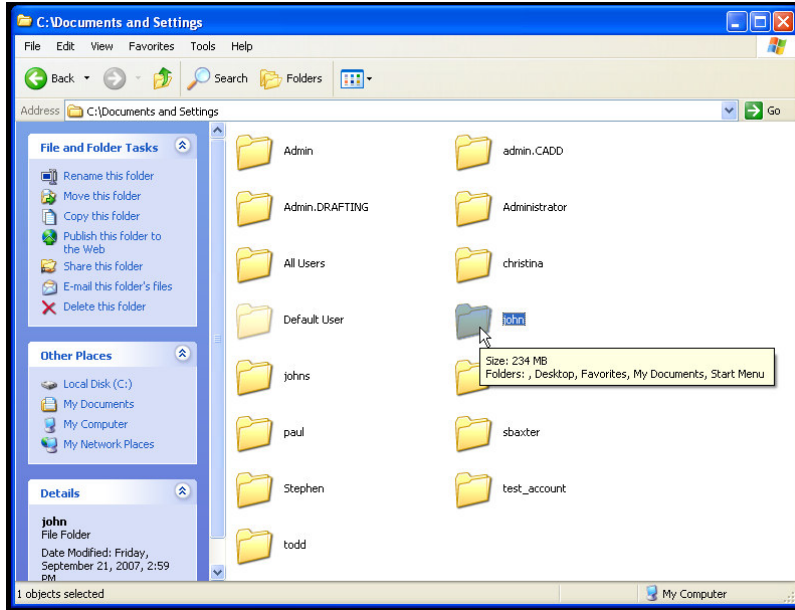 C:\Documents and Settings
File Edit View Favorites Tools Help
Back Search Folders
Address C:\Documents and Settings Go
File and Folder Tasks
Rename this folder
Move this folder
Copy this folder
Publish this folder to
the Web
Share this folder
E-mail this folder's files
Delete this folder
Other Places
Local Disk (C:)
My Documents
My Computer
My Network Places
Details
john
File Folder
Date Modified: Friday,
September 21, 2007, 2:59
PM
Admin admin.CADD
Admin.DRAFTING Administrator
All Users christina
Default User john
Size: 234 MB
Folders: , Desktop, Favorites, My Documents, Start Menu
johns
paul sbaxter
Stephen test_account
todd
1 objects selected My Computer